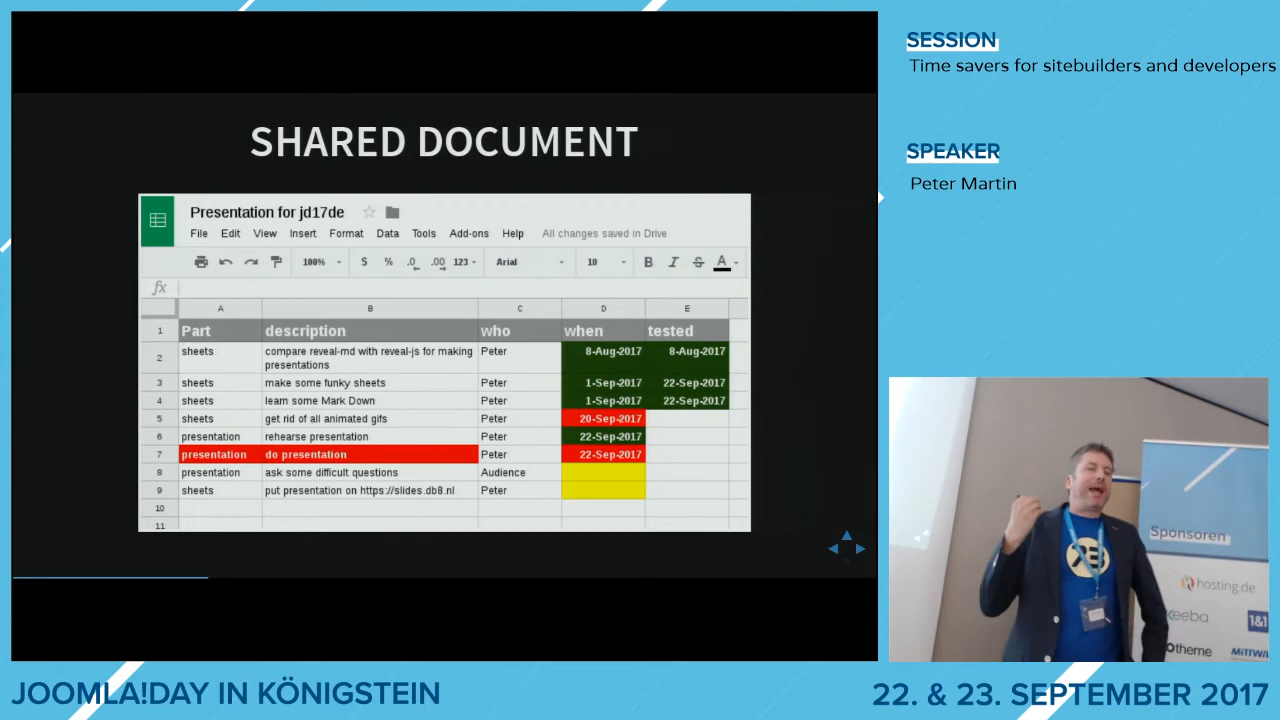 SESSION
Time savers for sitebuilders and developers
SPEAKER
Peter Martin
SHARED DOCUMENT
Presentation for jd17de
File Edit View Insert Format Data Tools Add-ons Help All changes saved in Drive
100% $ % .0 .00 123 Arial 10 B I S A
fx
A B C D E
1 Part description who when tested
2 sheets compare reveal-md with reveal-js for making Peter 8-Aug-2017 8-Aug-2017
presentations
3 sheets make some funky sheets Peter 1-Sep-2017 22-Sep-2017
4 sheets learn some Mark Down Peter 1-Sep-2017 22-Sep-2017
5 sheets get rid of all animated gifs Peter 20-Sep-2017
6 presentation rehearse presentation Peter 22-Sep-2017
7 presentation do presentation Peter 22-Sep-2017
8 presentation ask some difficult questions Audience
9 sheets put presentation on https://slides.db8.nl Peter
10
11
Sponsoren
hosting.de
eeba
1&1
otheme
MITTW
JOOMLA!DAY IN KÖNIGSTEIN
22. & 23. SEPTEMBER 2017